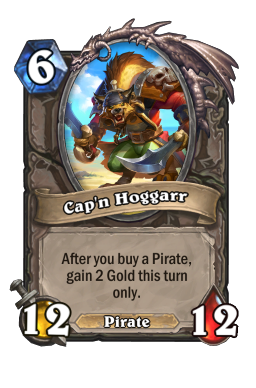 6
Cap'n Hoggarr
After you buy a Pirate,
gain 2 Gold this turn
only.
12
Pirate
12